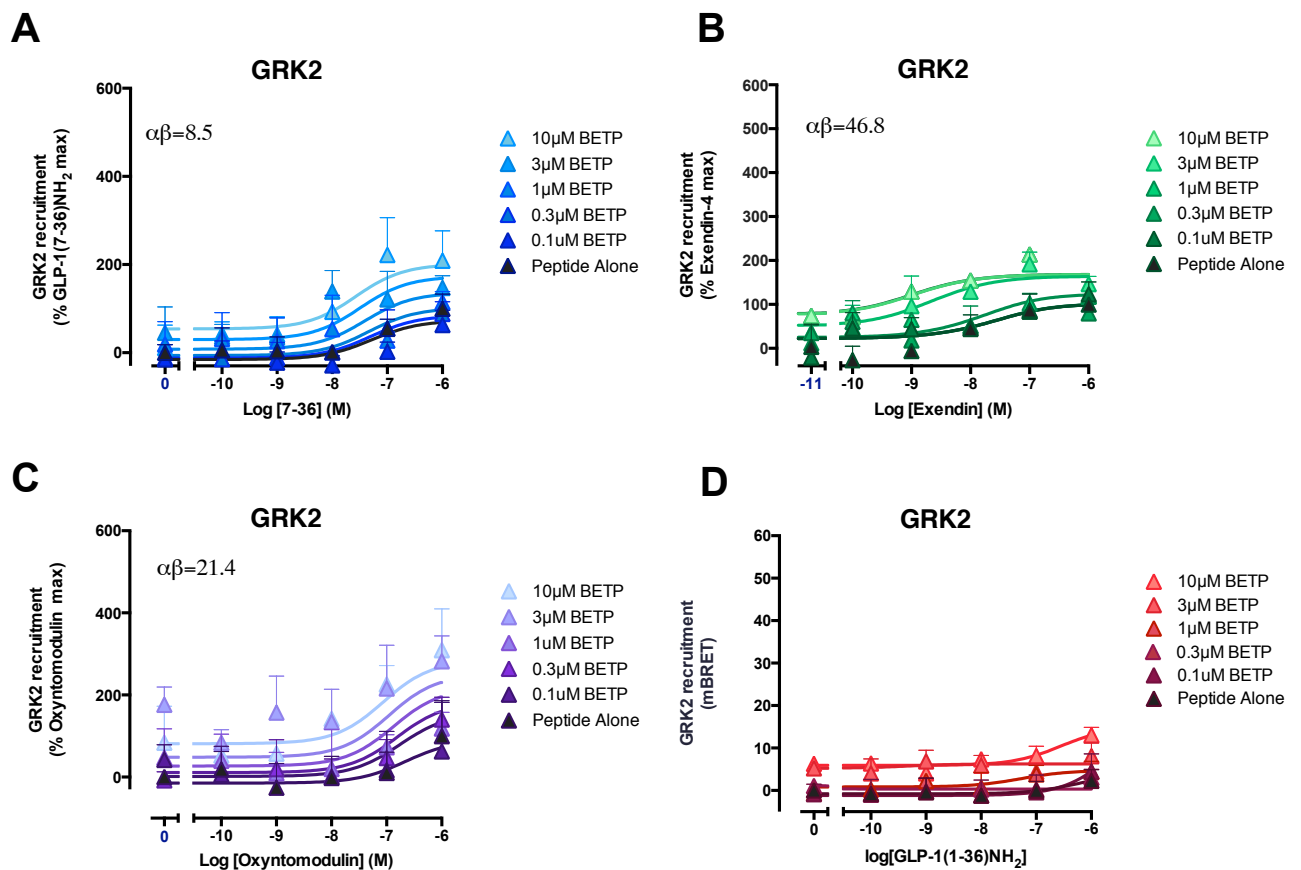 A
GRK2
GRK2 recruitment
(% GLP-1(7-36)NH2 max)
600
400
200
0
αβ=8.5
0
-10
-9
-8
-7
-6
Log [7-36] (M)
10µM BETP
3µM BETP
1µM BETP
0.3µM BETP
0.1uM BETP
Peptide Alone
B
GRK2
GRK2 recruitment
(% Exendin-4 max)
600
500
400
300
200
100
0
αβ=46.8
-11
-10
-9
-8
-7
-6
Log [Exendin] (M)
10µM BETP
3µM BETP
1µM BETP
0.3µM BETP
0.1uM BETP
Peptide Alone
C
GRK2
GRK2 recruitment
(% Oxyntomodulin max)
600
400
200
0
αβ=21.4
0
-10
-9
-8
-7
-6
Log [Oxyntomodulin] (M)
10µM BETP
3µM BETP
1uM BETP
0.3µM BETP
0.1uM BETP
Peptide Alone
D
GRK2
GRK2 recruitment
(mBRET)
60
50
40
30
20
10
0
0
-10
-9
-8
-7
-6
log[GLP-1(1-36)NH2]
10µM BETP
3µM BETP
1µM BETP
0.3µM BETP
0.1uM BETP
Peptide Alone